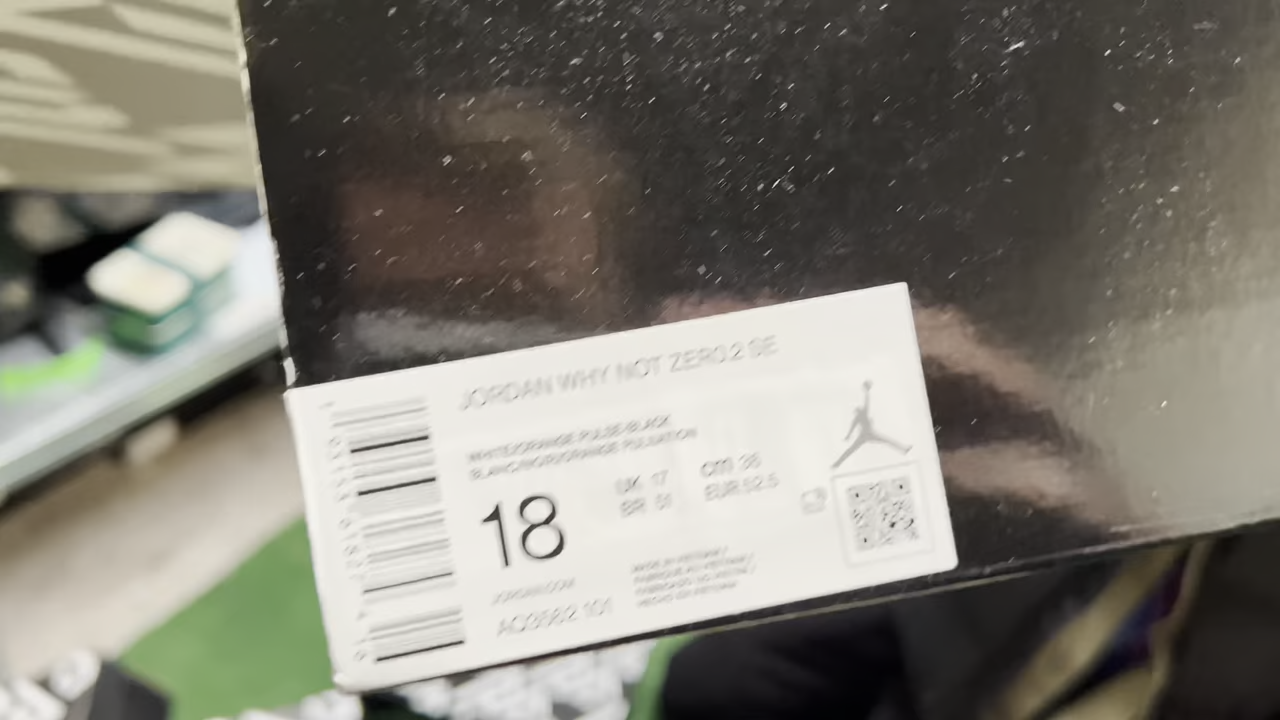 JORDAN WHY NOT ZER0.2 SE
WHITE/ORANGE PULSE-BLACK
BLANC/NOIR/ORANGE PULSATION
18
UK 17
BR 51
cm 36
EUR 52.5
JORDAN.COM
MADE IN VIETNAM /
FABRIQUE AU VIETNAM /
FABRICADO NO VIETNA /
HECHO EN VIETNAM
101